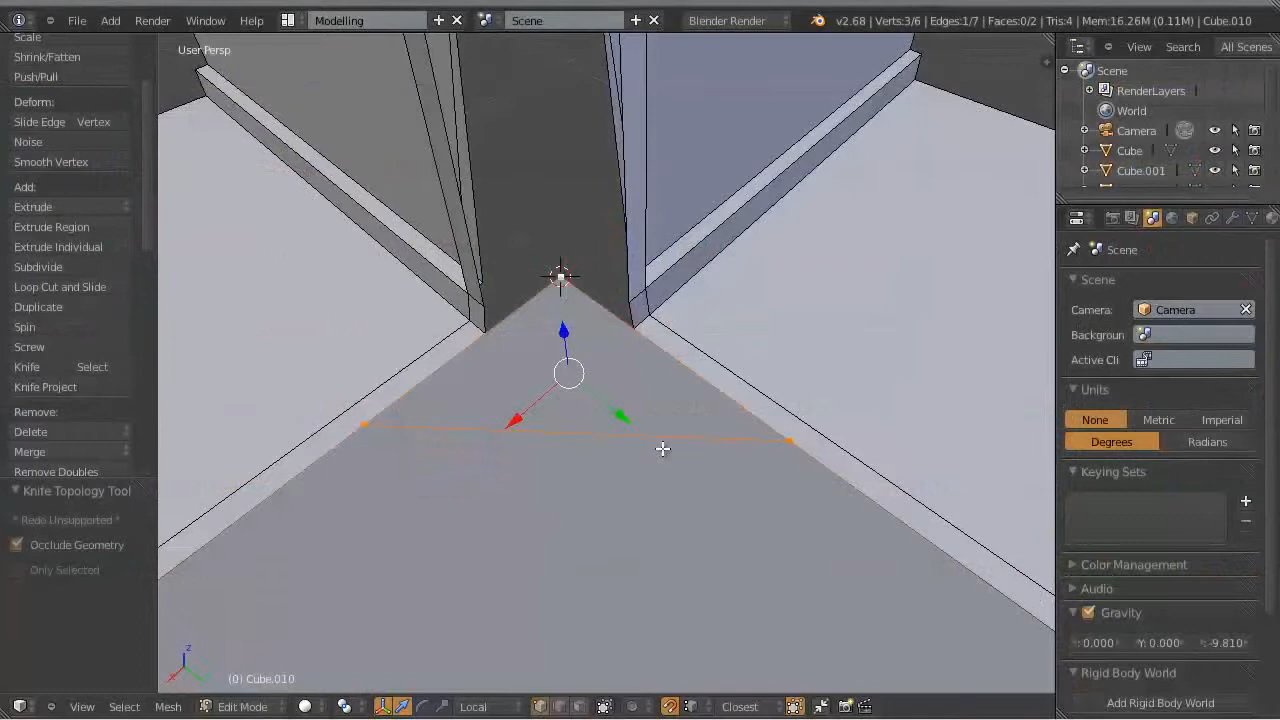 File Add Render Window Help Modelling Scene Blender Render v2.68 | Verts:3/6 | Edges:1/7 | Faces:0/2 | Tris:4 | Mem:16.26M (0.11M) | Cube.010
Scale
Shrink/Fatten
Push/Pull
Deform:
Slide Edge Vertex
Noise
Smooth Vertex
Add:
Extrude
Extrude Region
Extrude Individual
Subdivide
Loop Cut and Slide
Duplicate
Spin
Screw
Knife Select
Knife Project
Remove:
Delete
Merge
Remove Doubles
Knife Topology Tool
* Redo Unsupported *
Occlude Geometry
Only Selected
User Persp
z
x
(0) Cube.010
View Select Mesh Edit Mode Local Closest
View Search All Scenes
Scene
RenderLayers
World
Camera
Cube
Cube.001
Scene
Scene
Camera: Camera
Backgroun
Active Cli
Units
None Metric Imperial
Degrees Radians
Keying Sets
Color Management
Audio
Gravity
: 0.000 Y: 0.000 : -9.810
Rigid Body World
Add Rigid Body World